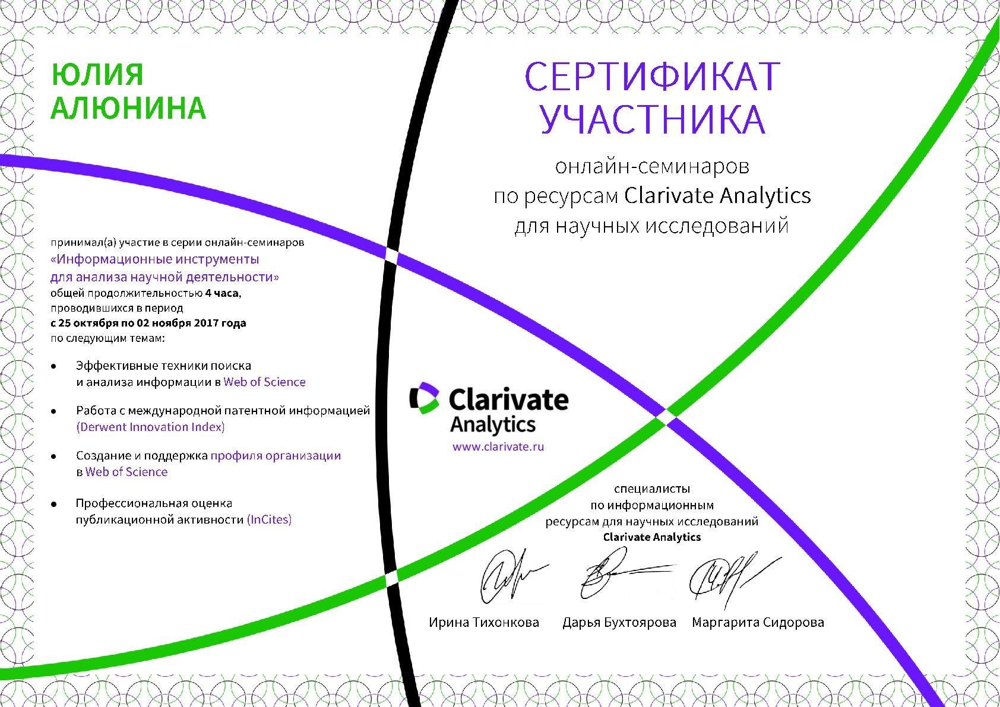 ЮЛИЯ
АЛЮНИНА
принимал(а) участие в серии онлайн-семинаров
«Информационные инструменты
для анализа научной деятельности»
общей продолжительностью 4 часа,
проводившихся в период
с 25 октября по 02 ноября 2017 года
по следующим темам:
• Эффективные техники поиска
и анализа информации в Web of Science
• Работа с международной патентной информацией
(Derwent Innovation Index)
• Создание и поддержка профиля организации
в Web of Science
• Профессиональная оценка
публикационной активности (InCites)
СЕРТИФИКАТ
УЧАСТНИКА
онлайн-семинаров
по ресурсам Clarivate Analytics
для научных исследований
Clarivate
Analytics
www.clarivate.ru
специалисты
по информационным
ресурсам для научных исследований
Clarivate Analytics
Ирина Тихонкова Дарья Бухтоярова Маргарита Сидорова